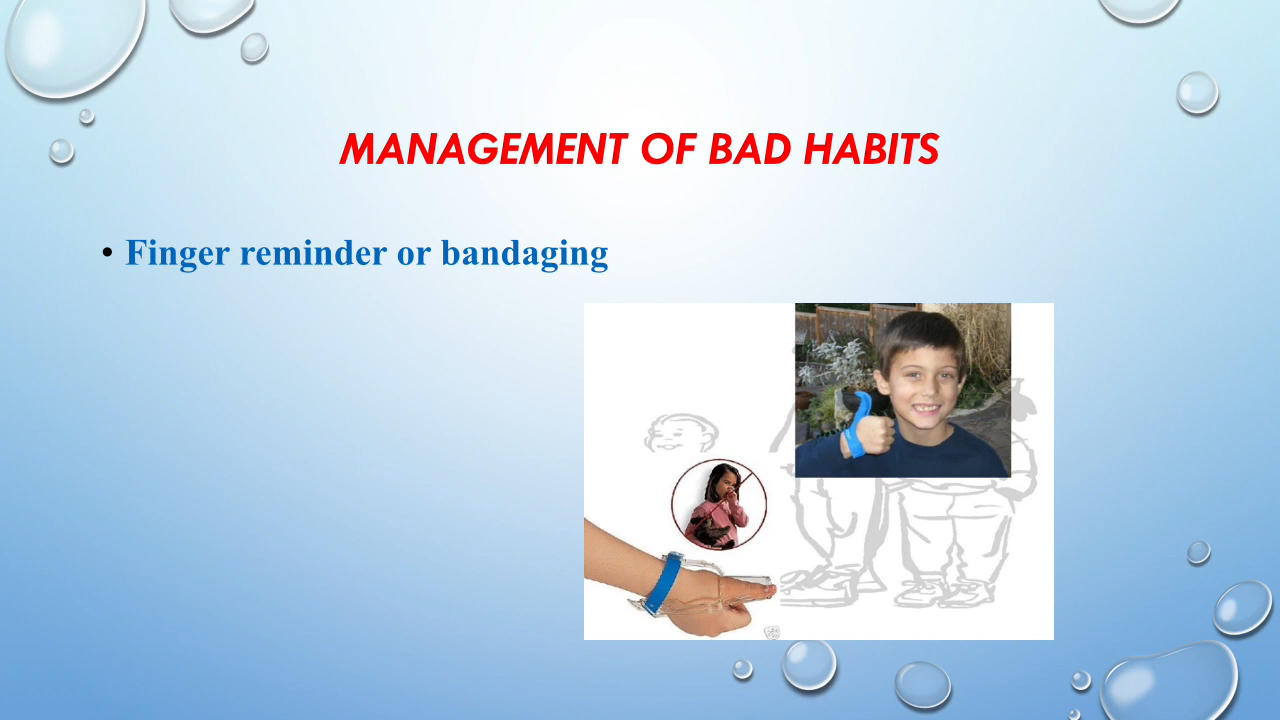 MANAGEMENT OF BAD HABITS
• Finger reminder or bandaging